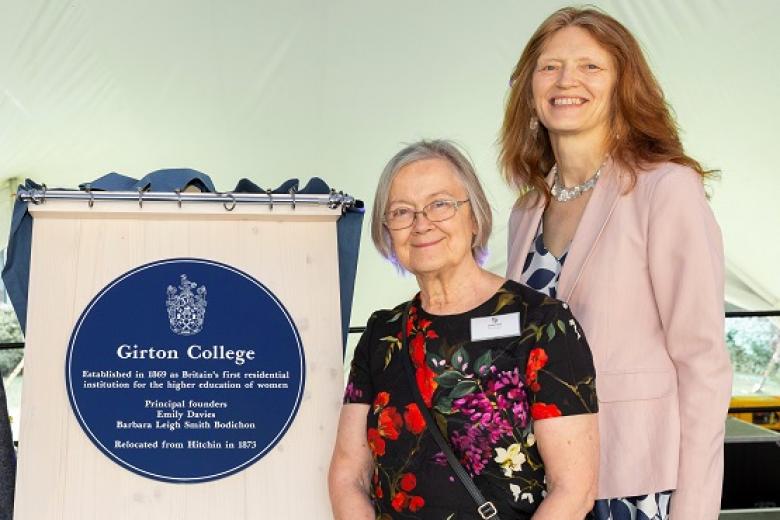 Girton College
Established in 1869 as Britain's first residential
institution for the higher education of women
Principal founders
Emily Davies
Barbara Leigh Smith Bodichon
Relocated from Hitchin in 1873